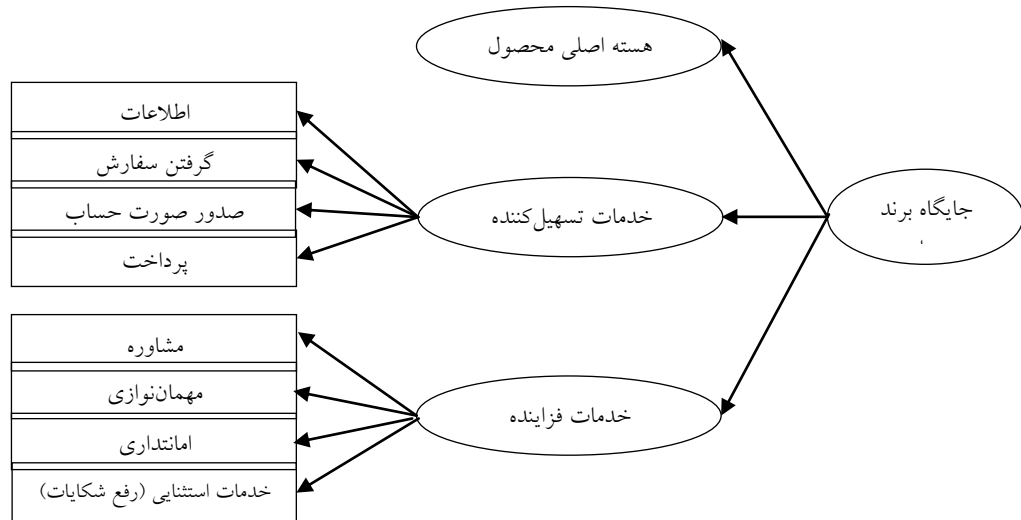 هسته اصلی محصول
جایگاه برند
خدمات تسهیل‌کننده
اطلاعات
گرفتن سفارش
صدور صورت حساب
پرداخت
خدمات فزاینده
مشاوره
مهمان‌نوازی
امانتداری
خدمات استثنایی (رفع شکایات)